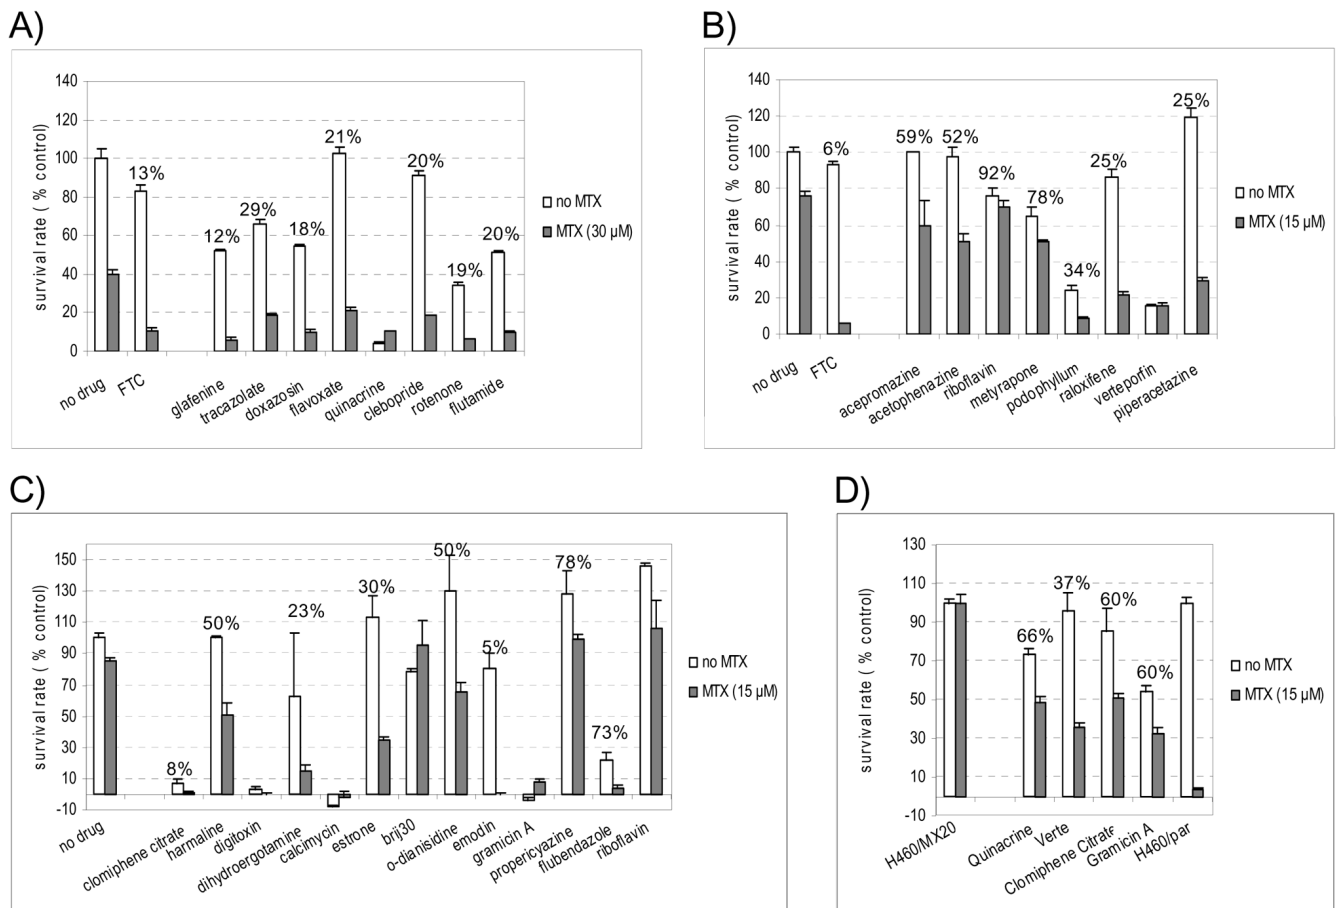 A)
survival rate ( % control)
140
120
100
80
60
40
20
0
13%
12%
29%
18%
21%
20%
19%
20%
no MTX
MTX (30 µM)
no drug
FTC
glafenine
tracazolate
doxazosin
flavoxate
quinacrine
clebopride
rotenone
flutamide
B)
survival rate ( % control)
140
120
100
80
60
40
20
0
6%
59%
52%
92%
78%
34%
25%
25%
no MTX
MTX (15 µM)
no drug
FTC
acepromazine
acetophenazine
riboflavin
metyrapone
podophyllum
raloxifene
verteporfin
piperacetazine
C)
survival rate ( % control)
150
130
110
90
70
50
30
10
-10
8%
50%
23%
30%
50%
5%
78%
73%
no MTX
MTX (15 µM)
no drug
clomiphene citrate
harmaline
digitoxin
dihydroergotamine
calcimycin
estrone
brij30
o-dianisidine
emodin
gramicin A
propericyazine
flubendazole
riboflavin
D)
survival rate ( % control)
130
110
90
70
50
30
10
-10
66%
37%
60%
60%
no MTX
MTX (15 µM)
H460/MX20
Quinacrine
Verte
Clomiphene Citrate
Gramicin A
H460/par